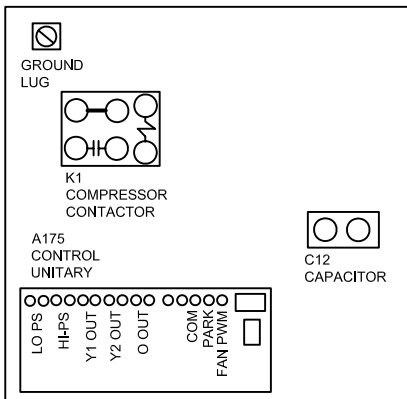 GROUND
LUG
K1
COMPRESSOR
CONTACTOR
A175
CONTROL
UNITARY
C12
CAPACITOR
LO PS
HI-PS
Y1 OUT
Y2 OUT
O OUT
COM
PARK
FAN PWM